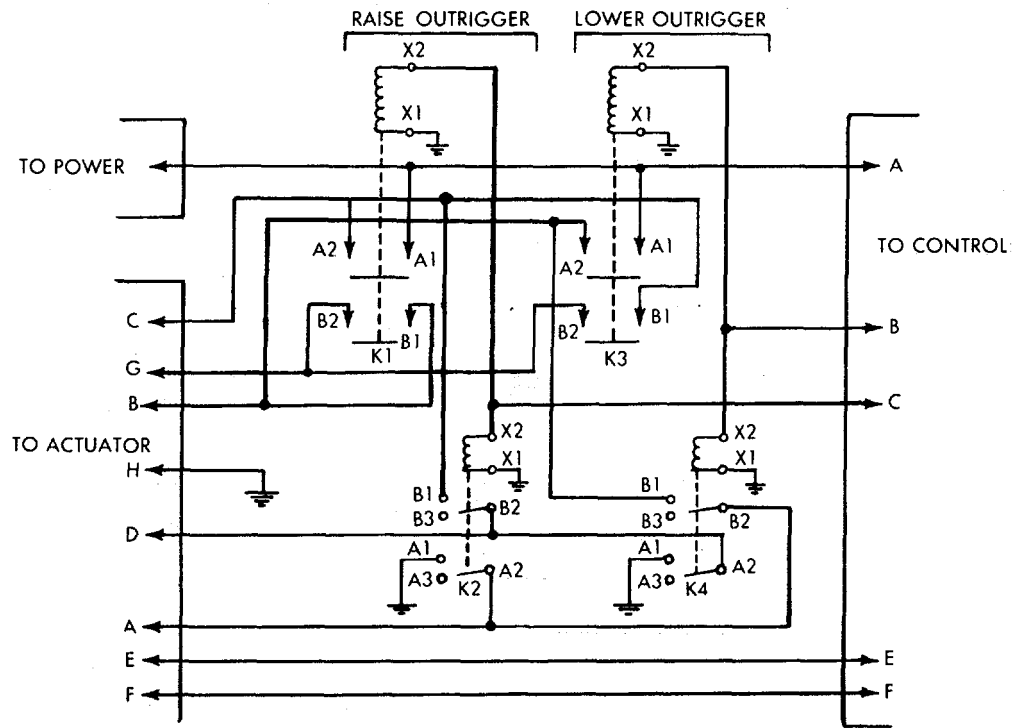 RAISE OUTRIGGER LOWER OUTRIGGER
X2 X2
X1 X1
TO POWER A
A2 A1 A2 A1 TO CONTROL
C B2 B1 B2 B1 B
K1 K3
G
B C
TO ACTUATOR X2 X2
H X1 X1
B1 B2 B1 B2
B3 B3
D
A1 A2 A1 A2
A3 K2 A3 K4
A
E E
F F